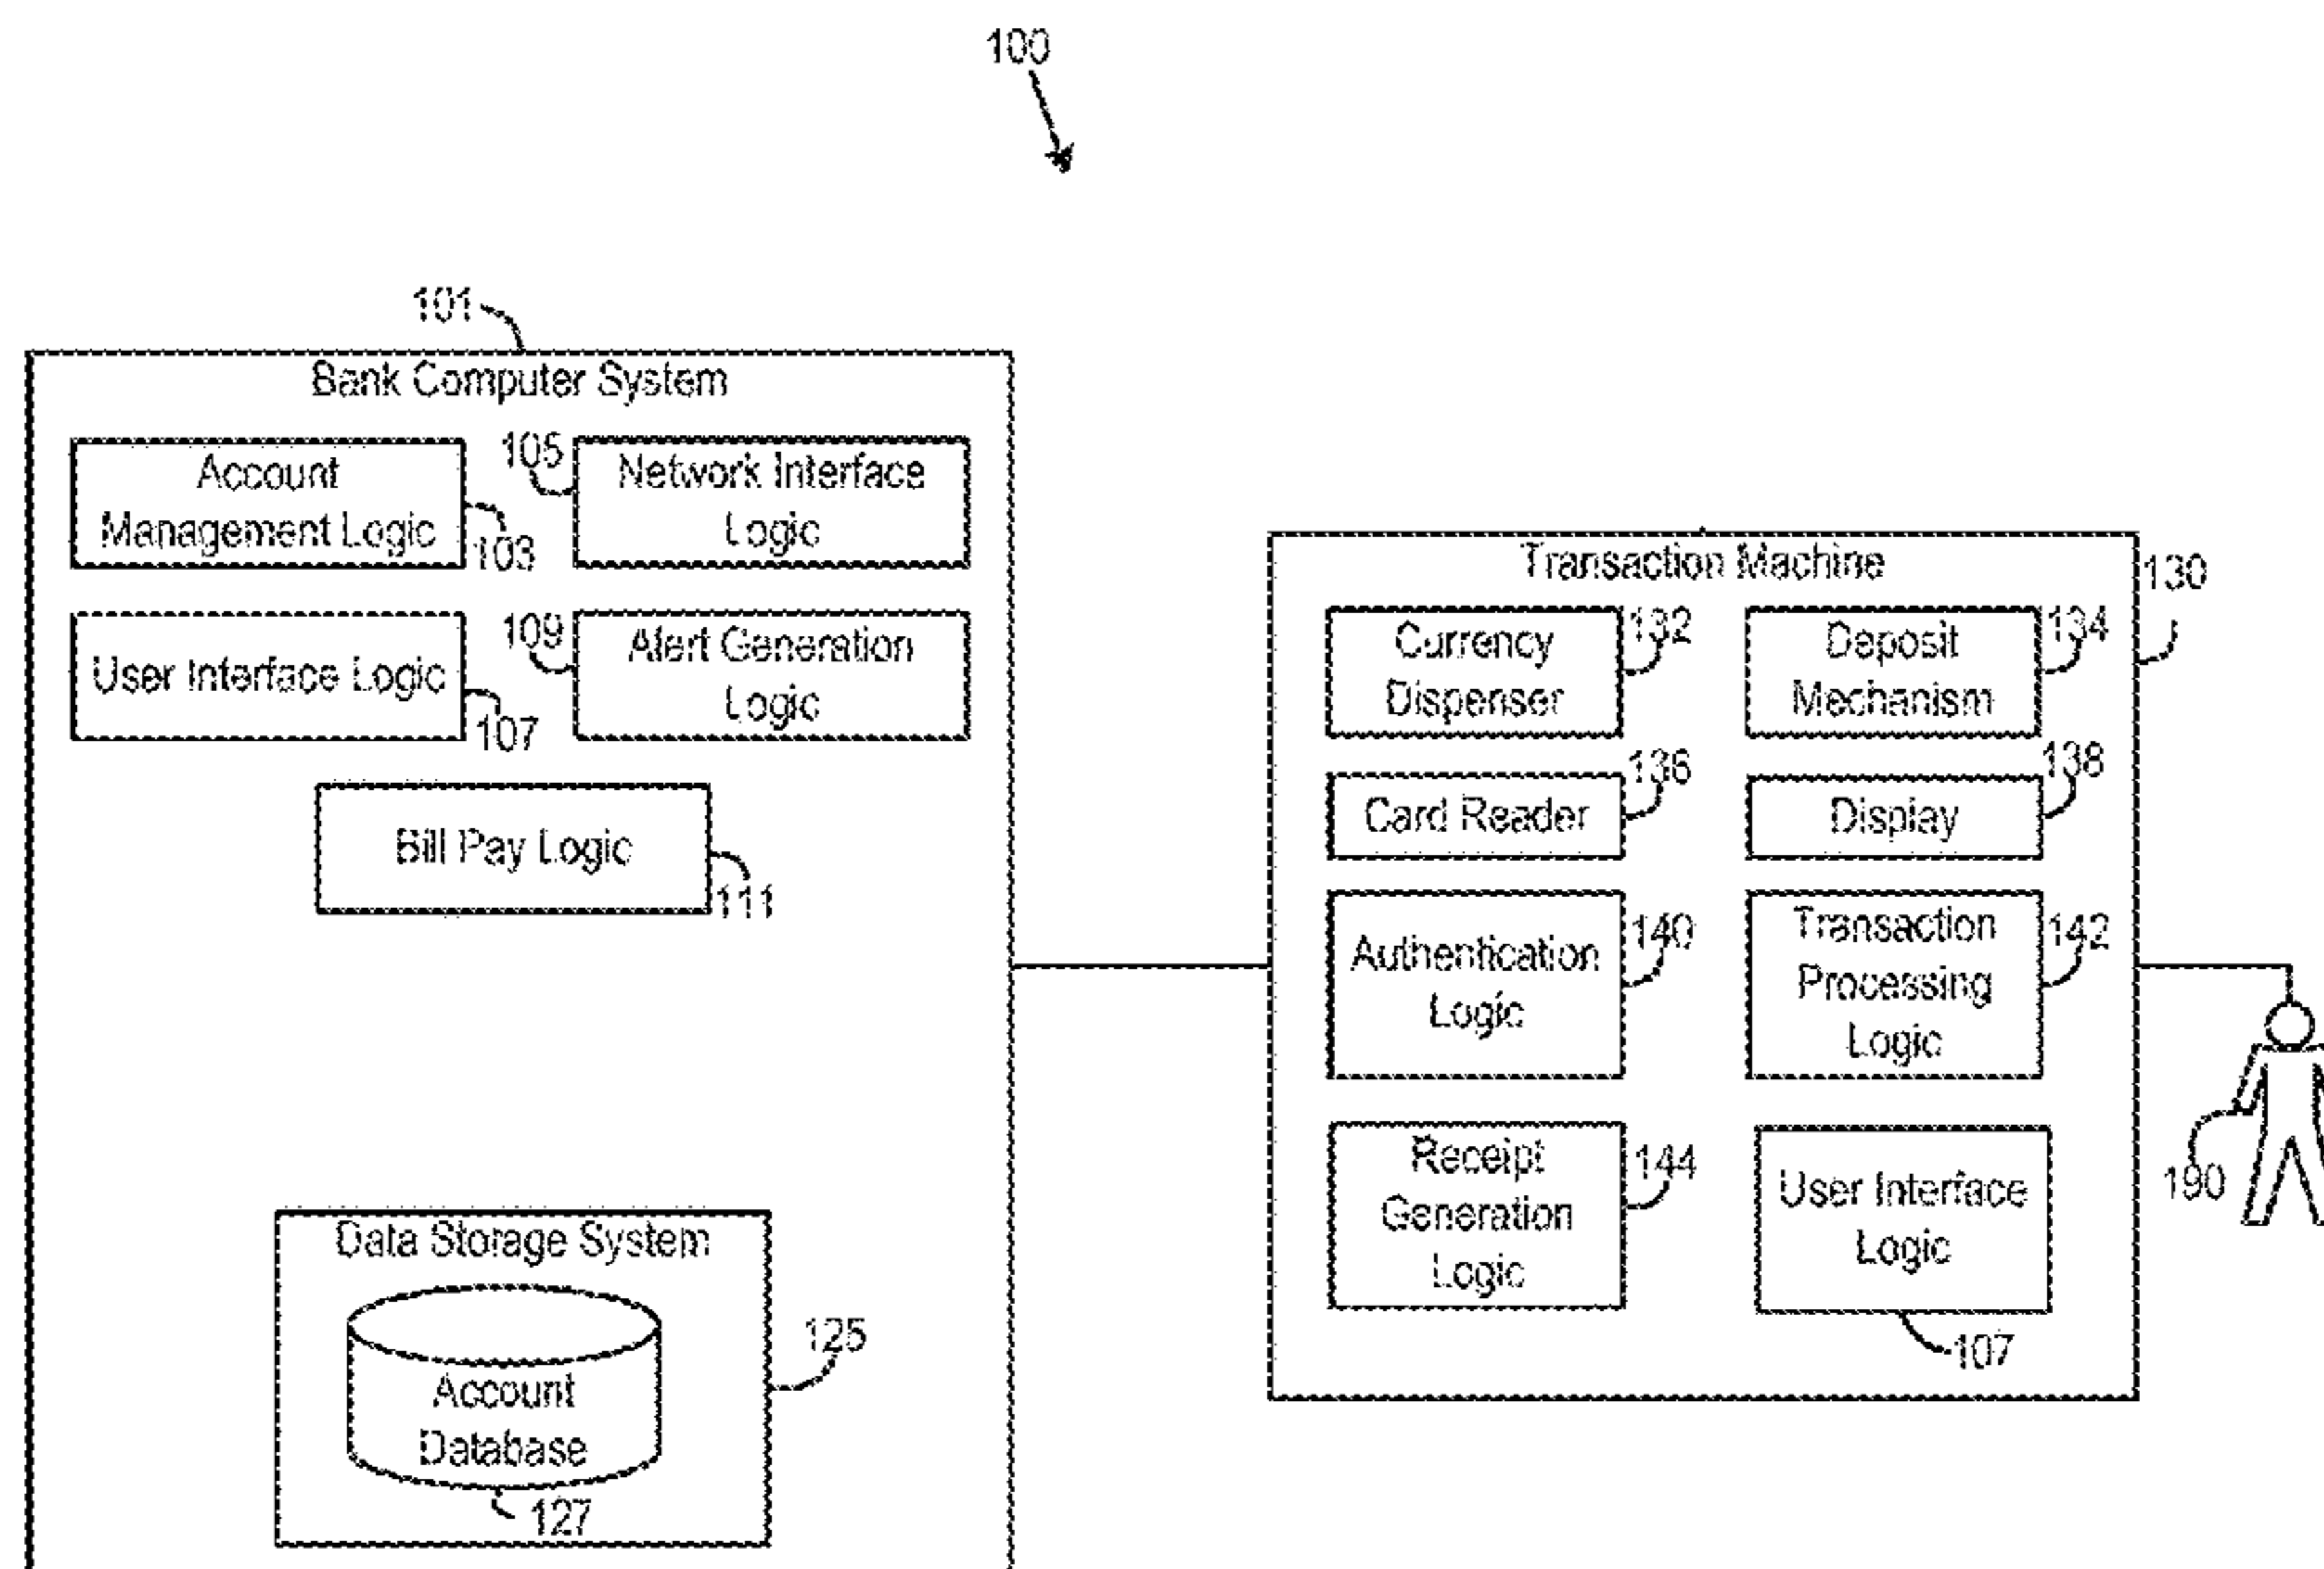 100
101
Bank Computer System
Account
Management Logic
103
105
Network Interface
Logic
User Interface Logic
107
109
Alert Generation
Logic
Bill Pay Logic
111
Data Storage System
Account
Database
125
127
Transaction Machine
130
Currency
Dispenser
132
Deposit
Mechanism
134
Card Reader
136
Display
138
Authentication
Logic
140
Transaction
Processing
Logic
142
Receipt
Generation
Logic
144
User Interface
Logic
107
190